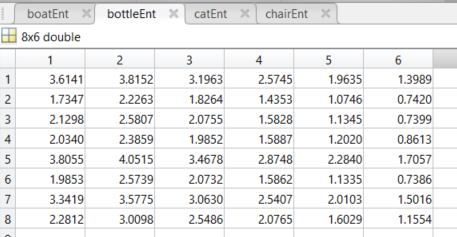 boatEnt bottleEnt catEnt chairEnt
8x6 double
1 2 3 4 5 6
1 3.6141 3.8152 3.1963 2.5745 1.9635 1.3989
2 1.7347 2.2263 1.8264 1.4353 1.0746 0.7420
3 2.1298 2.5807 2.0755 1.5828 1.1345 0.7399
4 2.0340 2.3859 1.9852 1.5887 1.2020 0.8613
5 3.8055 4.0515 3.4678 2.8748 2.2840 1.7057
6 1.9853 2.5739 2.0732 1.5862 1.1335 0.7386
7 3.3419 3.5775 3.0630 2.5407 2.0103 1.5016
8 2.2812 3.0098 2.5486 2.0765 1.6029 1.1554